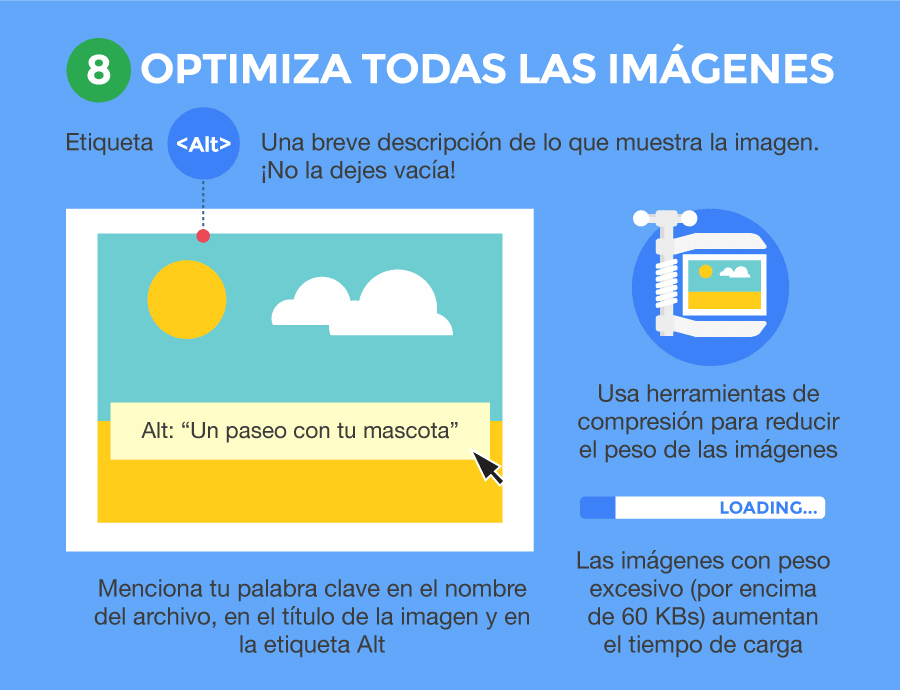 8 OPTIMIZA TODAS LAS IMÁGENES
Etiqueta <Alt>
Una breve descripción de lo que muestra la imagen.
¡No la dejes vacía!
Alt: “Un paseo con tu mascota”
Menciona tu palabra clave en el nombre
del archivo, en el título de la imagen y en
la etiqueta Alt
Usa herramientas de
compresión para reducir
el peso de las imágenes
LOADING...
Las imágenes con peso
excesivo (por encima
de 60 KBs) aumentan
el tiempo de carga